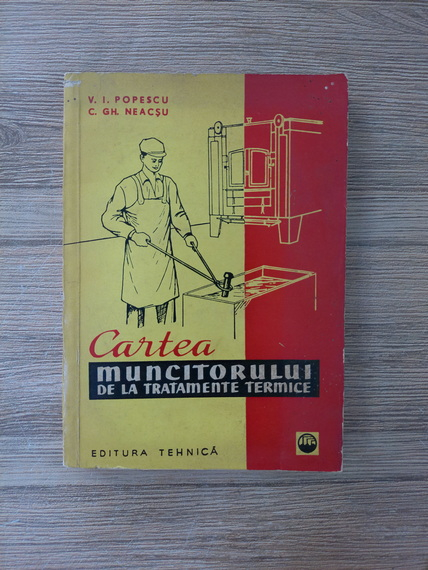 V. I. POPESCU
C. GH. NEACȘU
Cartea
MUNCITORULUI
DE LA TRATAMENTE TERMICE
EDITURA TEHNICĂ